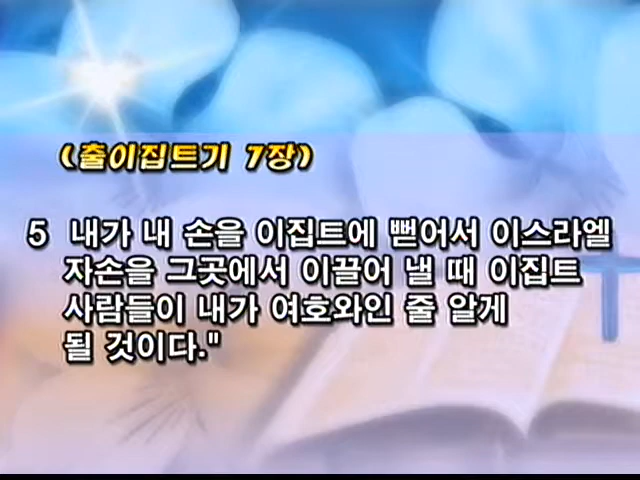 (출이집트기 7장)
5 내가 내 손을 이집트에 뻗어서 이스라엘
자손을 그곳에서 이끌어 낼 때 이집트
사람들이 내가 여호와인 줄 알게
될 것이다."